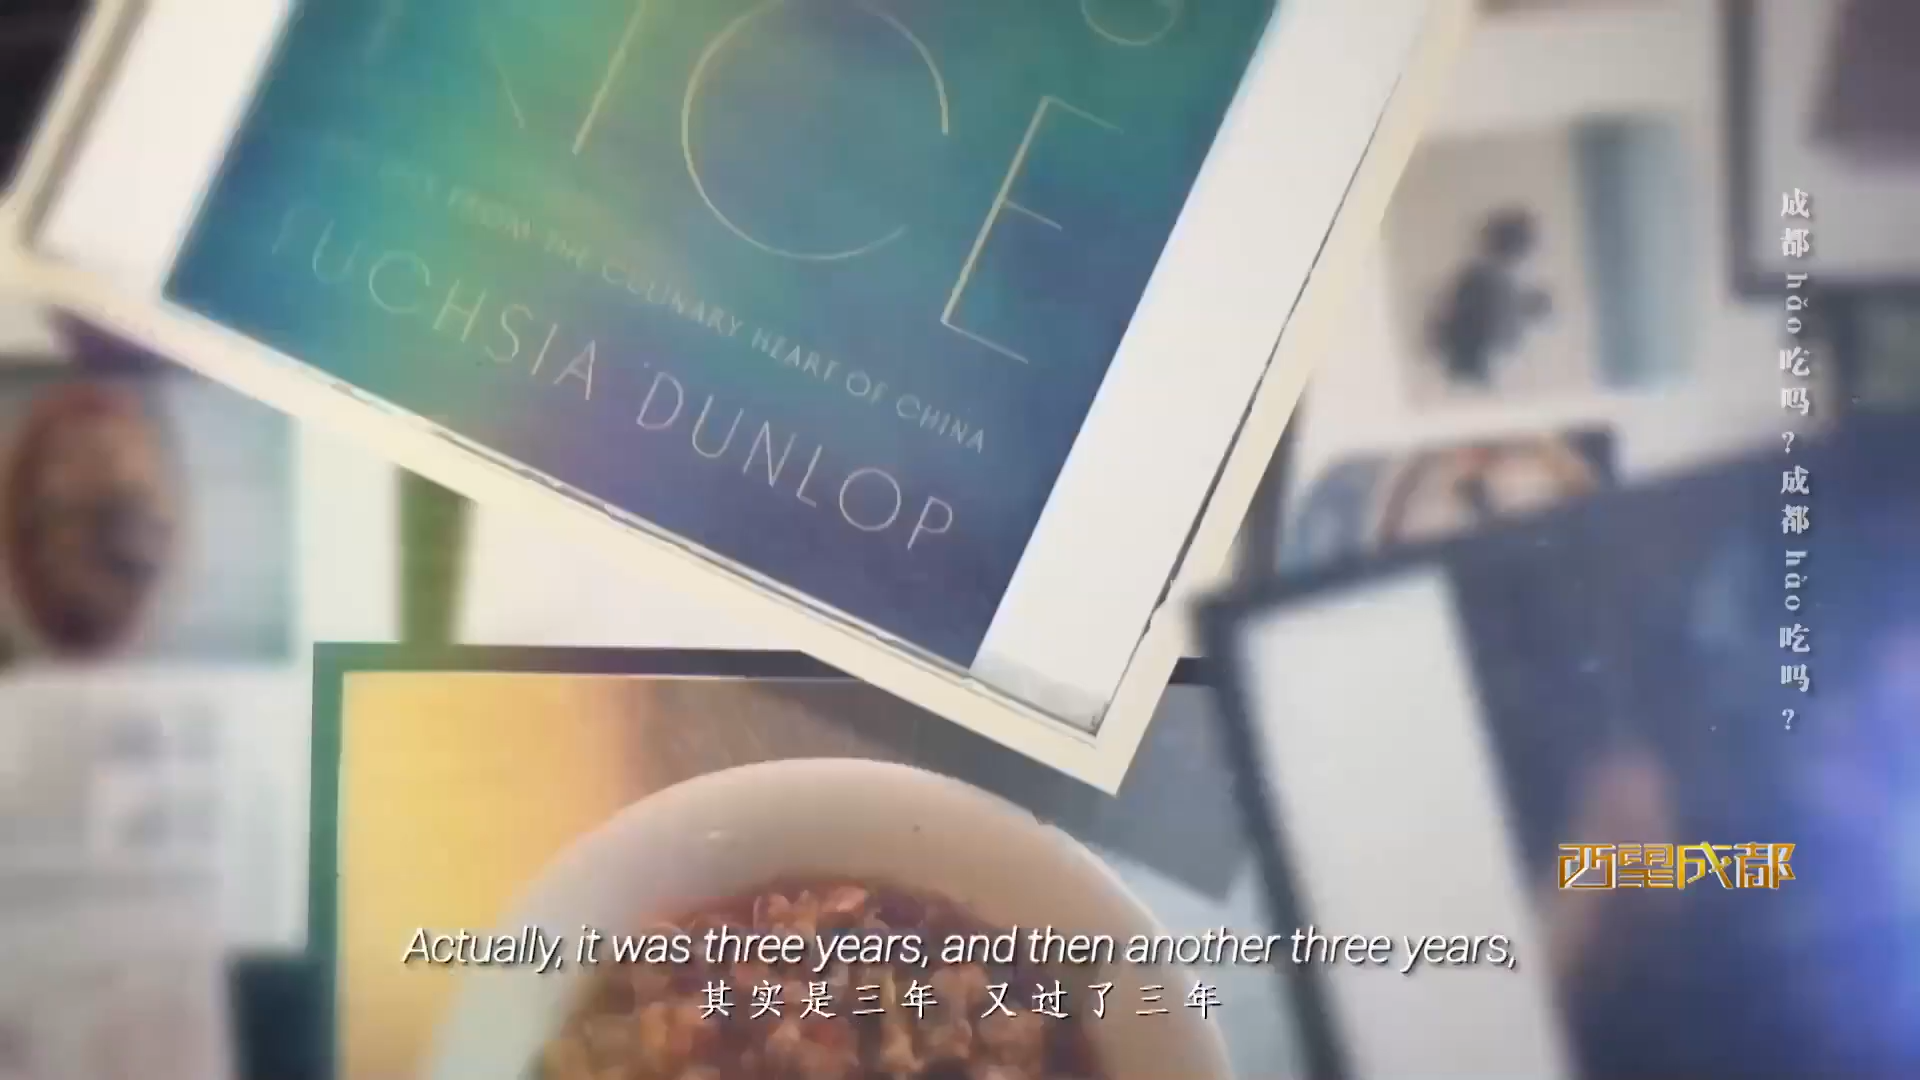 ICE
FROM THE CULINARY HEART OF CHINA
FUCHSIA DUNLOP
成都hǎo吃吗？成都hào吃吗？
西望成都
Actually, it was three years, and then another three years,
其实是三年 又过了三年